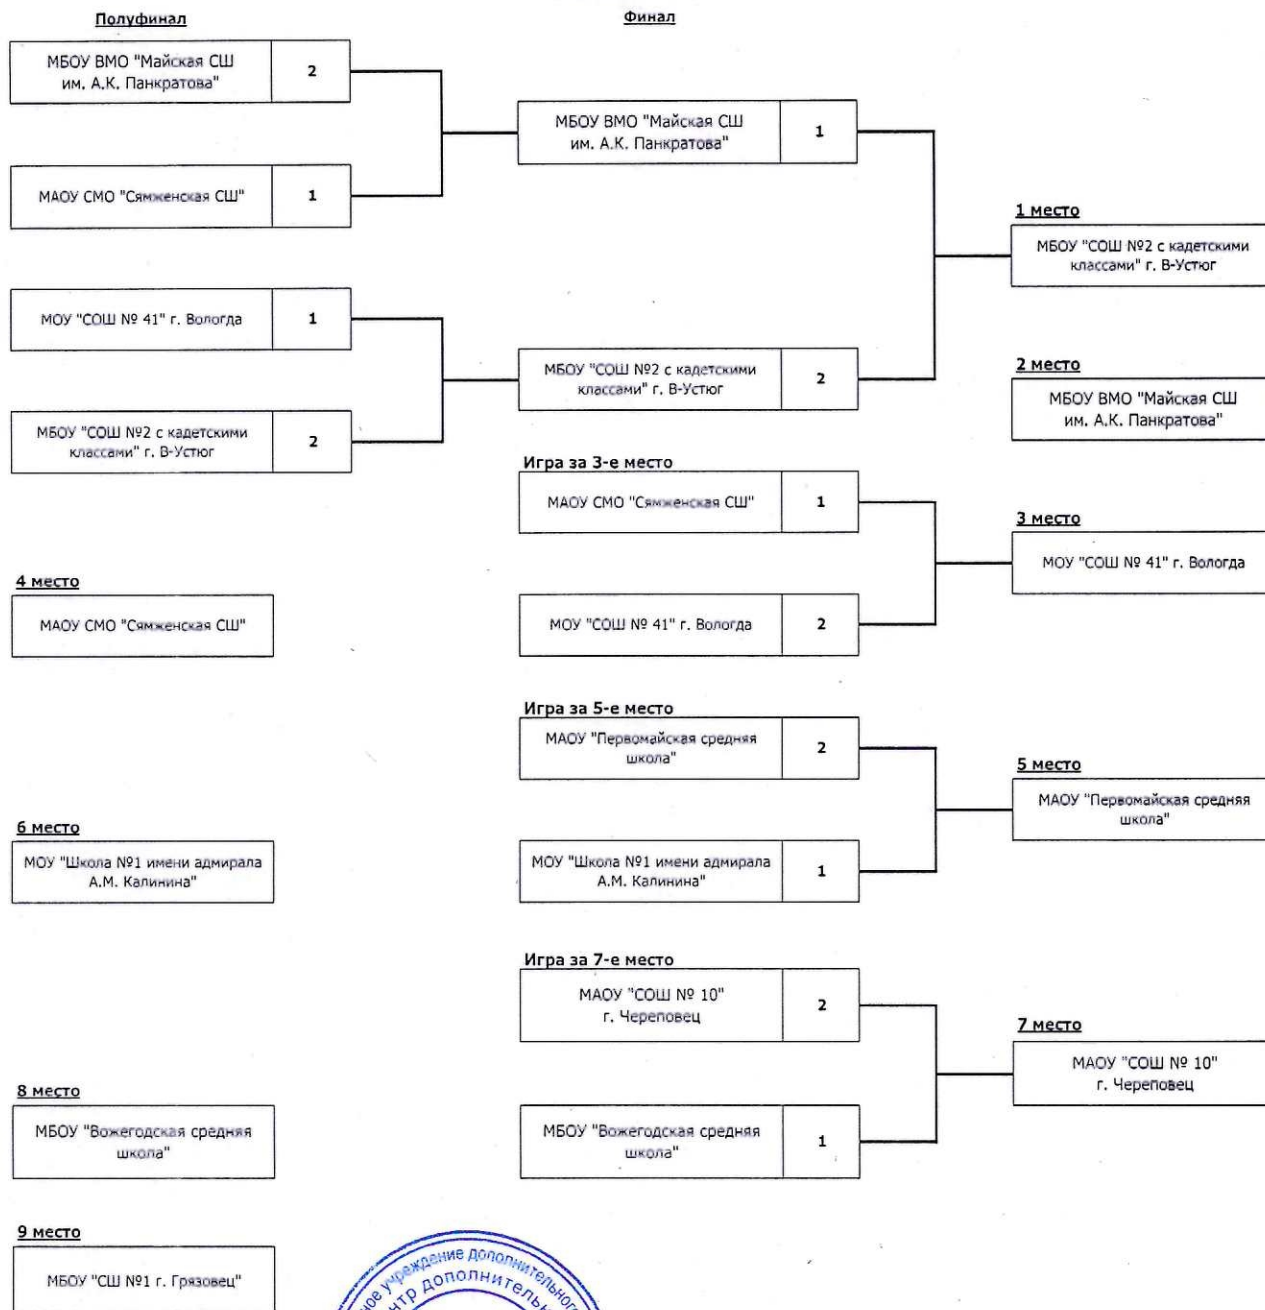 Полуфинал
Финал
МБОУ ВМО "Майская СШ
им. А.К. Панкратова"
2
МАОУ СМО "Сямженская СШ"
1
МОУ "СОШ № 41" г. Вологда
1
МБОУ "СОШ №2 с кадетскими
классами" г. В-Устюг
2
МБОУ ВМО "Майская СШ
им. А.К. Панкратова"
1
МБОУ "СОШ №2 с кадетскими
классами" г. В-Устюг
2
1 место
МБОУ "СОШ №2 с кадетскими
классами" г. В-Устюг
2 место
МБОУ ВМО "Майская СШ
им. А.К. Панкратова"
Игра за 3-е место
МАОУ СМО "Сямженская СШ"
1
МОУ "СОШ № 41" г. Вологда
2
3 место
МОУ "СОШ № 41" г. Вологда
4 место
МАОУ СМО "Сямженская СШ"
Игра за 5-е место
МАОУ "Первомайская средняя
школа"
2
МОУ "Школа №1 имени адмирала
А.М. Калинина"
1
5 место
МАОУ "Первомайская средняя
школа"
6 место
МОУ "Школа №1 имени адмирала
А.М. Калинина"
Игра за 7-е место
МАОУ "СОШ № 10"
г. Череповец
2
МБОУ "Вожегодская средняя
школа"
1
7 место
МАОУ "СОШ № 10"
г. Череповец
8 место
МБОУ "Вожегодская средняя
школа"
9 место
МБОУ "СШ №1 г. Грязовец"
учреждение дополнительного